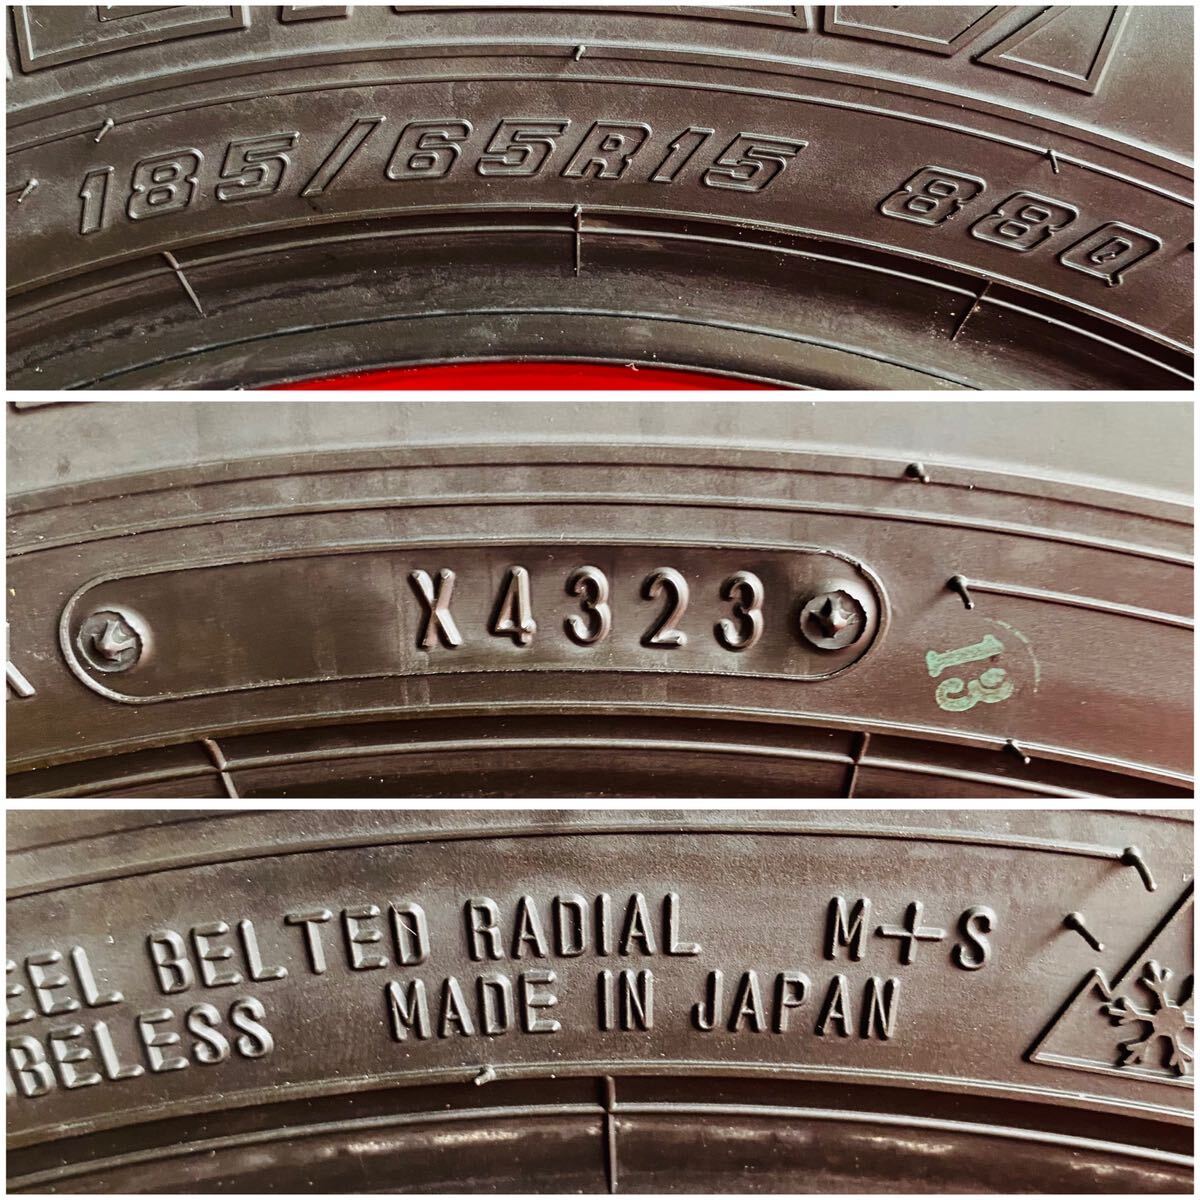 185/65R15 88Q
X4323
13
EEL BELTED RADIAL M+S
BELESS MADE IN JAPAN